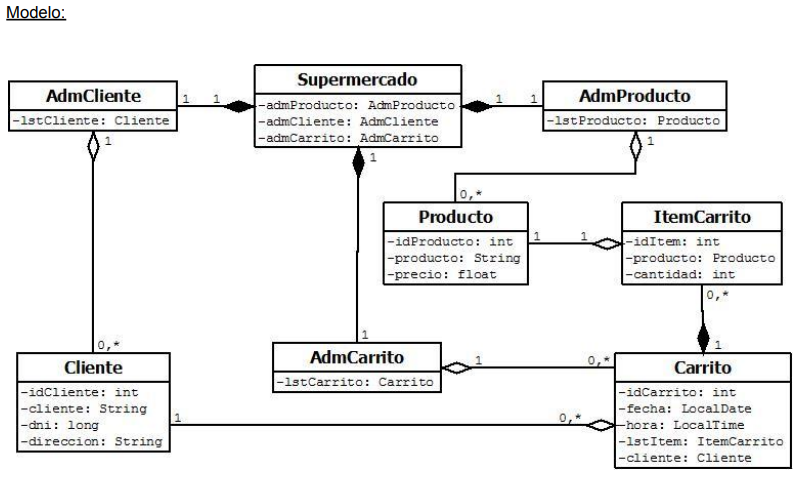 Modelo:
AdmCliente
-lstCliente: Cliente
1
1
1
Supermercado
-admProducto: AdmProducto
-admCliente: AdmCliente
-admCarrito: AdmCarrito
1
1
1
AdmProducto
-lstProducto: Producto
1
0,*
Producto
-idProducto: int
-producto: String
-precio: float
1
1
ItemCarrito
-idItem: int
-producto: Producto
-cantidad: int
0,*
1
0,*
Cliente
-idCliente: int
-cliente: String
-dni: long
-direccion: String
1
1
AdmCarrito
-lstCarrito: Carrito
1
0,*
0,*
Carrito
-idCarrito: int
-fecha: LocalDate
-hora: LocalTime
-lstItem: ItemCarrito
-cliente: Cliente